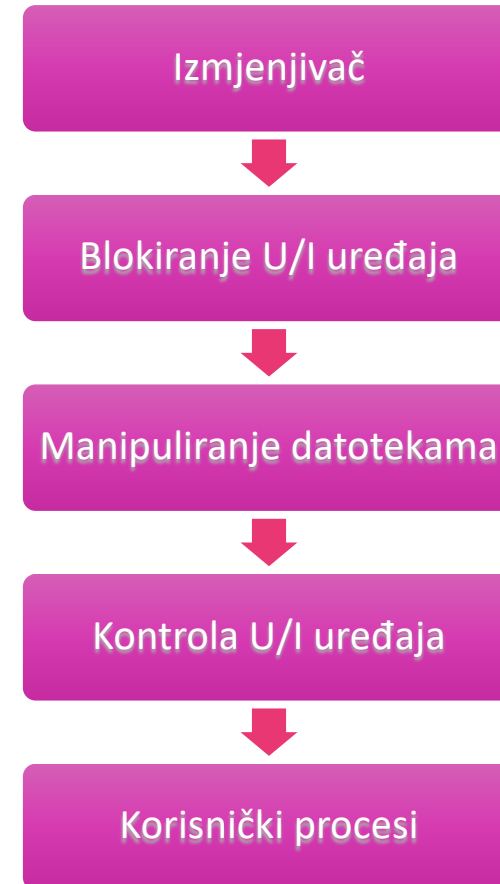 Izmjenjivač
Blokiranje U/I uređaja
Manipuliranje datotekama
Kontrola U/I uređaja
Korisnički procesi